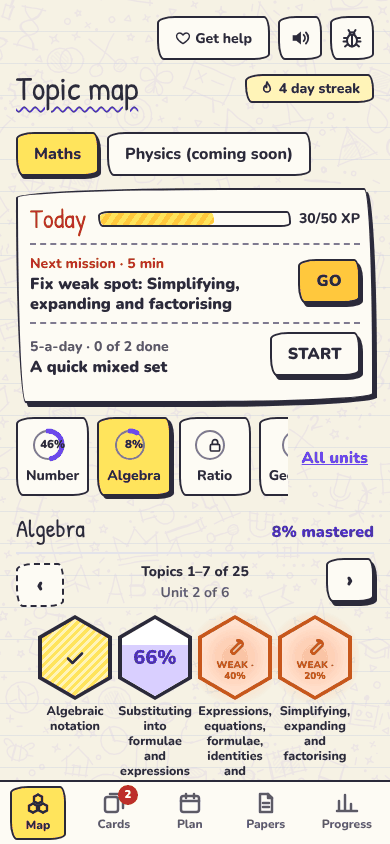 Get help
Topic map
4 day streak
Maths
Physics (coming soon)
Today
30/50 XP
Next mission · 5 min
Fix weak spot: Simplifying,
expanding and factorising
GO
5-a-day · 0 of 2 done
A quick mixed set
START
46%
Number
8%
Algebra
Ratio
Ge
All units
Algebra
8% mastered
‹
Topics 1–7 of 25
Unit 2 of 6
›
Algebraic
notation
66%
Substituting
into
formulae
and
expressions
WEAK ·
40%
Expressions,
equations,
formulae,
identities
and
WEAK ·
20%
Simplifying,
expanding
and
factorising
Map
2
Cards
Plan
Papers
Progress